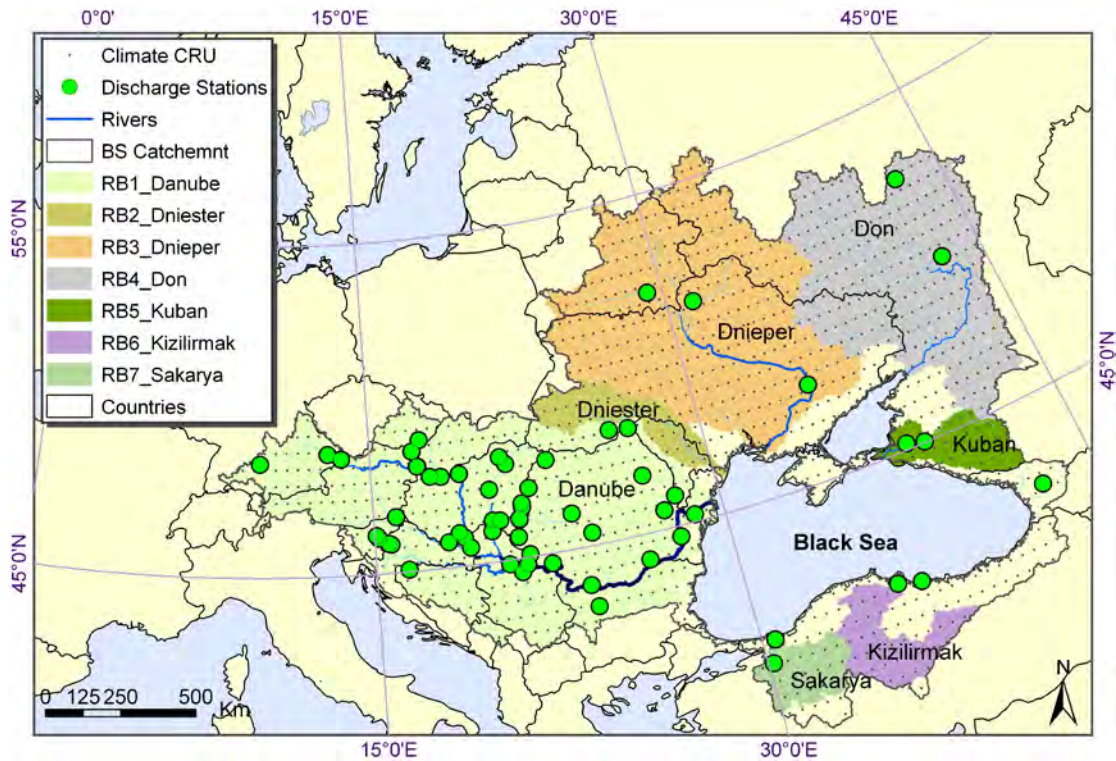 0°0'
15°0'E
30°0'E
45°0'E
Climate CRU
Discharge Stations
Rivers
BS Catchemnt
RB1_Danube
RB2_Dniester
RB3_Dnieper
RB4_Don
RB5_Kuban
RB6_Kizilirmak
RB7_Sakarya
Countries
55°0'N
45°0'N
55°0'N
45°0'N
Don
Dnieper
Dniester
Kuban
Danube
Black Sea
Kizilirmak
Sakarya
N
0 125 250 500
Km
15°0'E
30°0'E